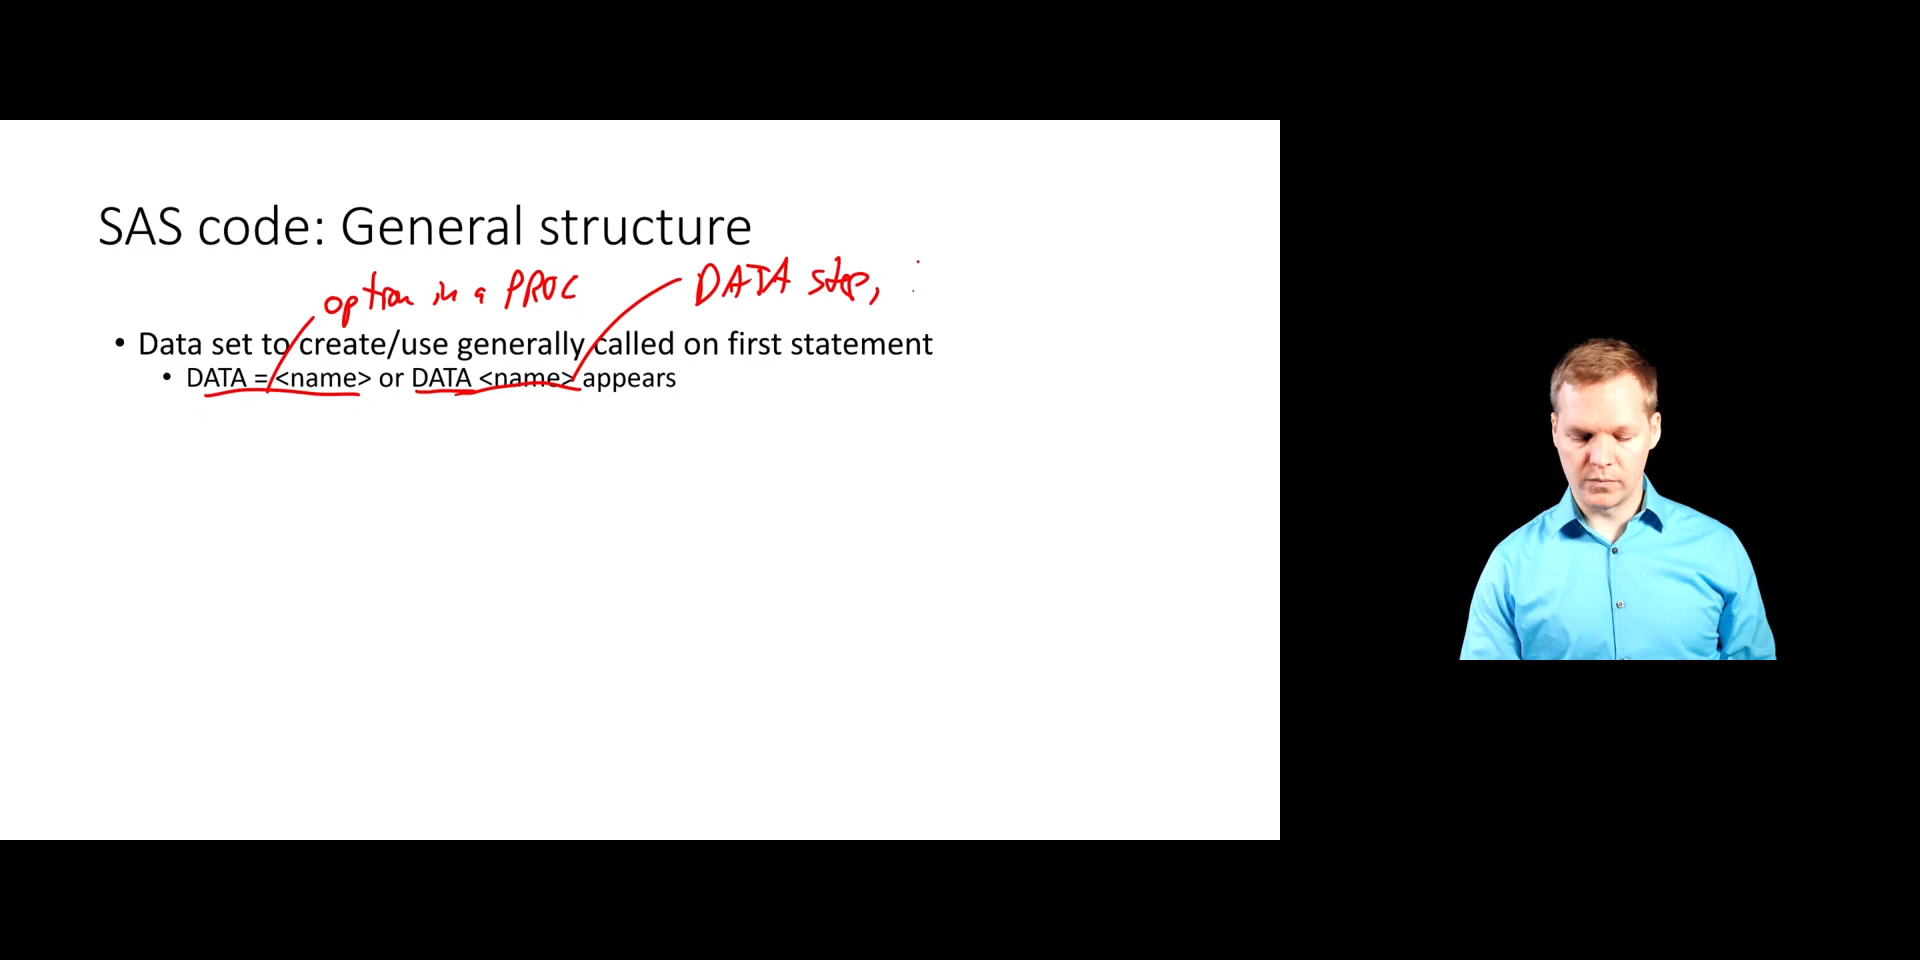 SAS code: General structure
option in a PROC
DATA step,
• Data set to create/use generally called on first statement
• DATA = <name> or DATA <name> appears